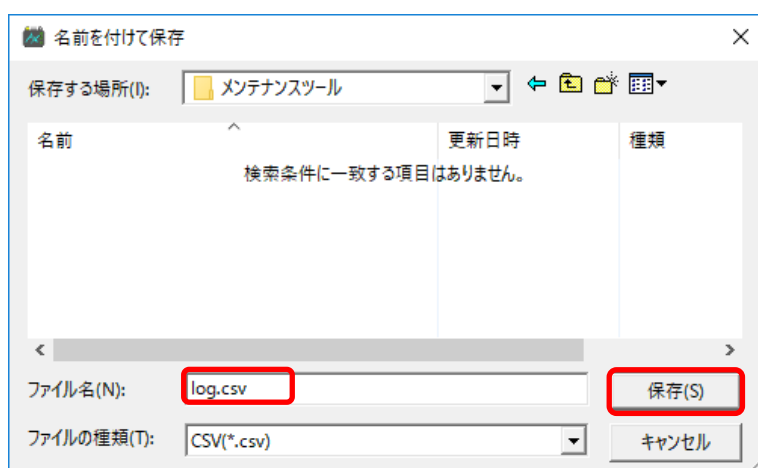 名前を付けて保存
保存する場所(I): メンテナンスツール
名前 更新日時 種類
検索条件に一致する項目はありません。
ファイル名(N): log.csv 保存(S)
ファイルの種類(T): CSV(*.csv) キャンセル